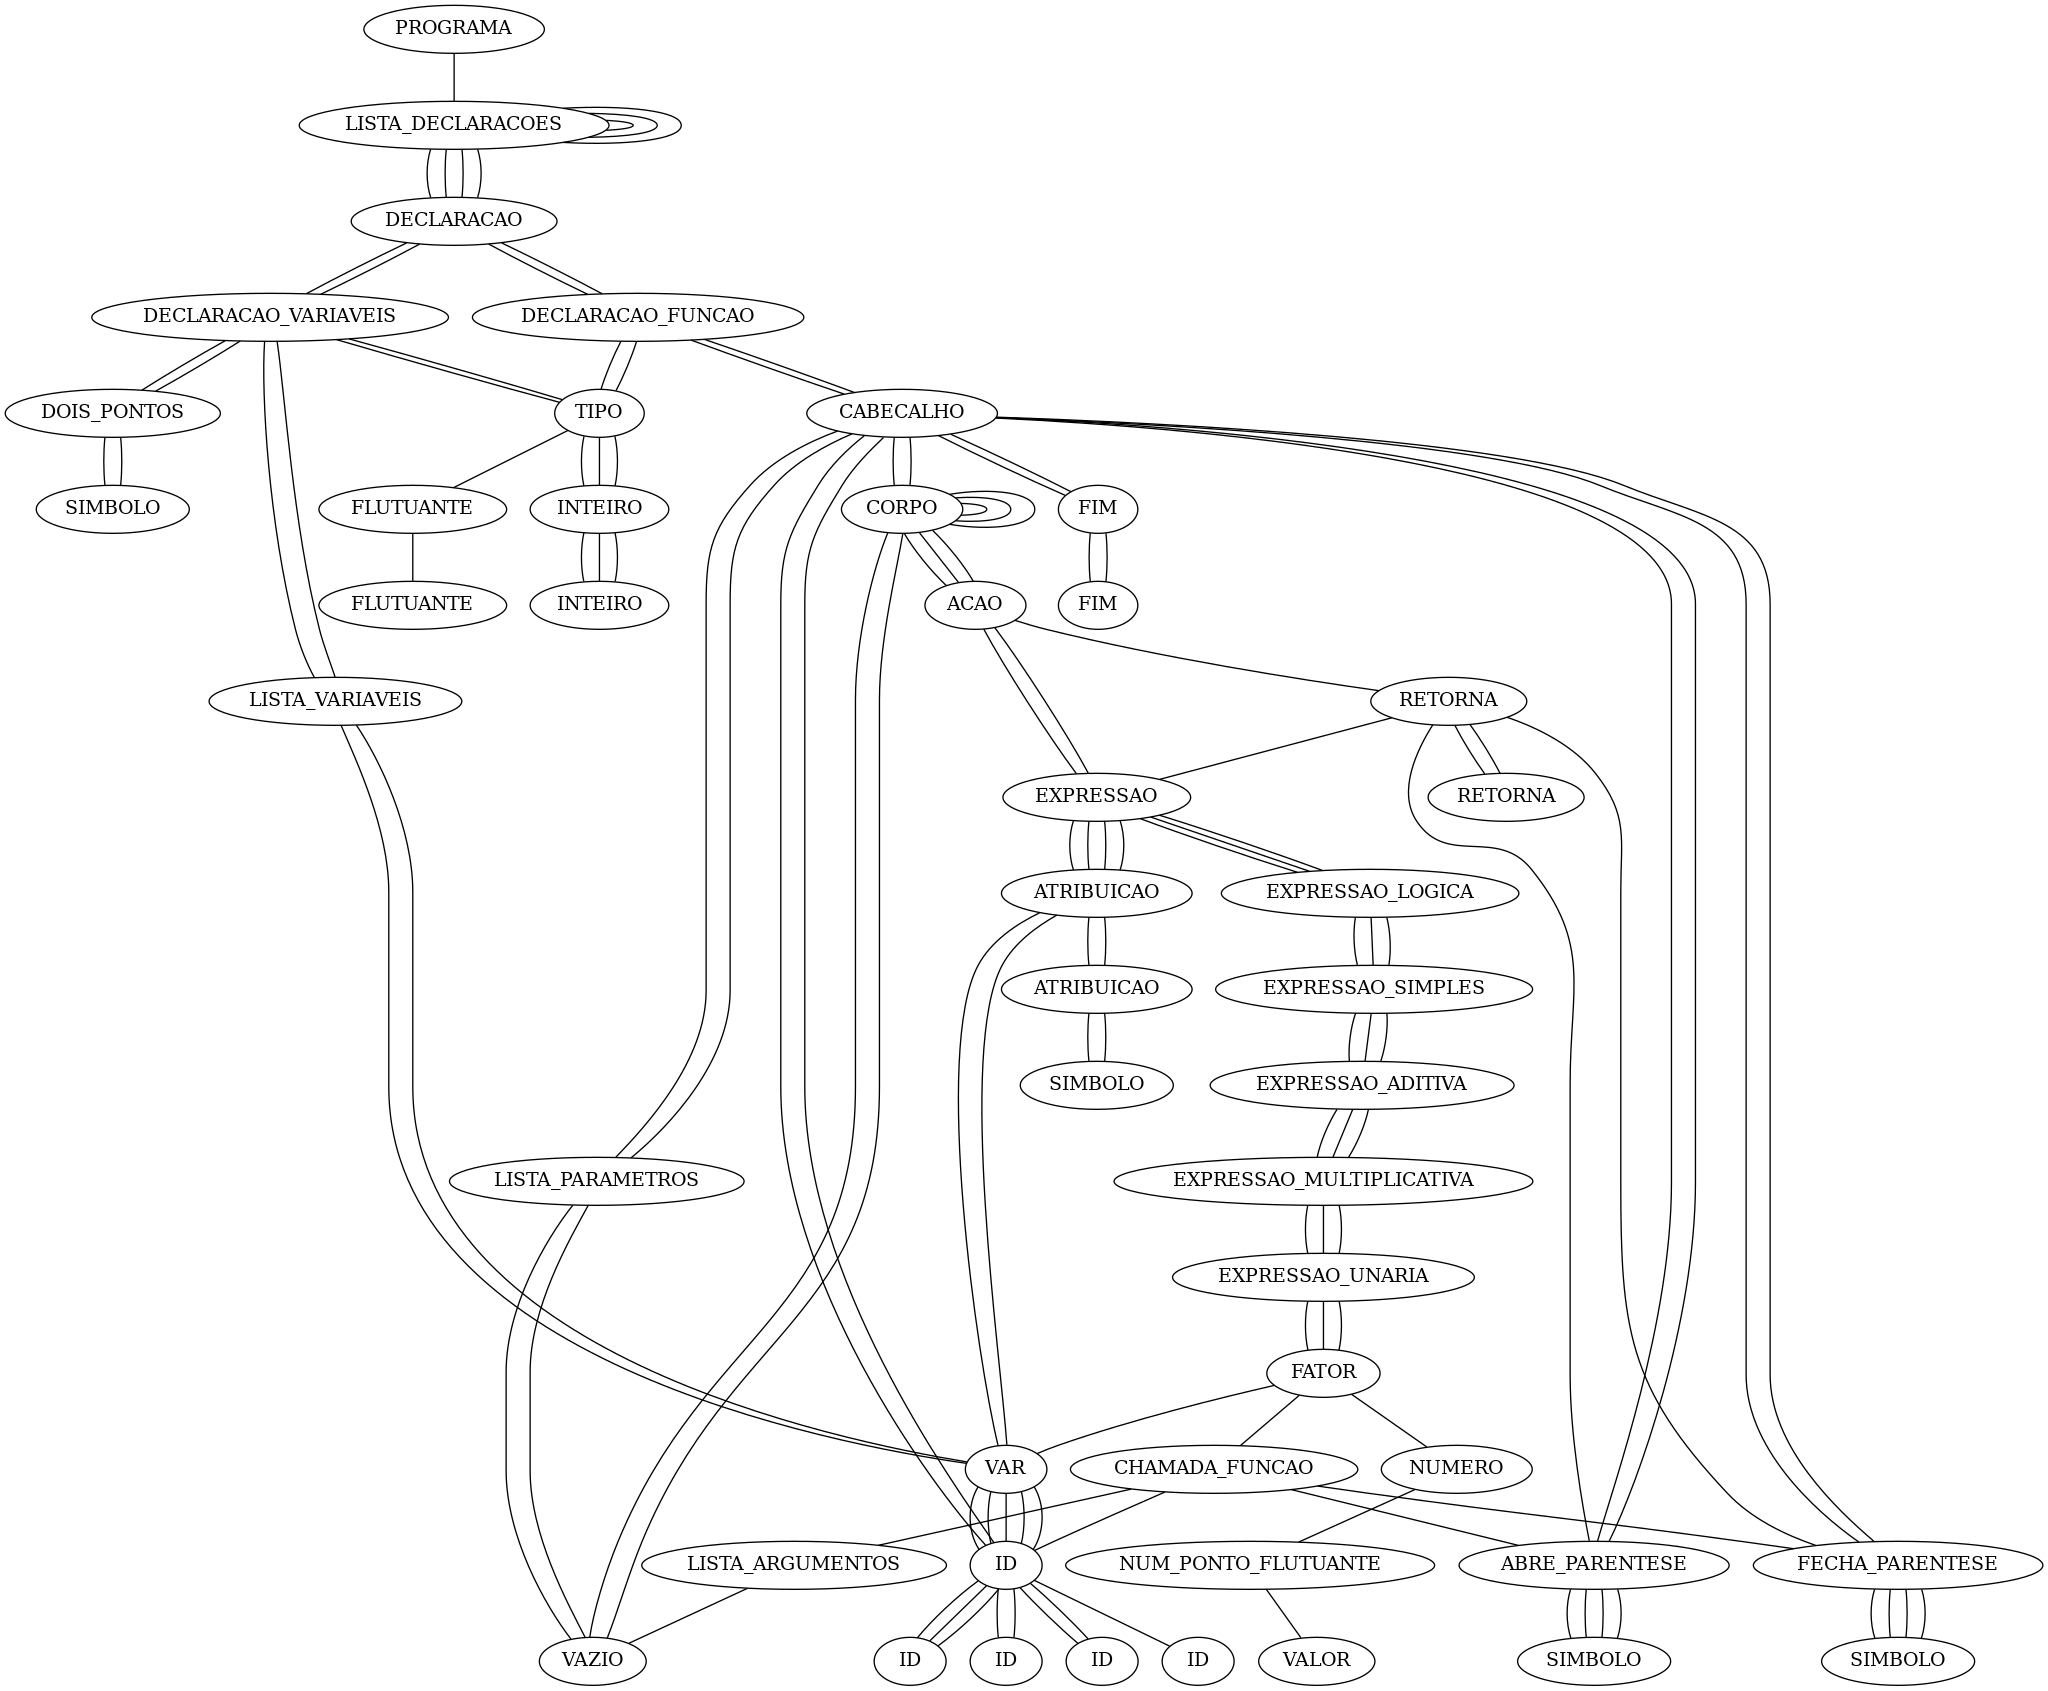 PROGRAMA
LISTA_DECLARACOES
DECLARACAO
DECLARACAO_VARIAVEIS
DECLARACAO_FUNCAO
DOIS_PONTOS
TIPO
CABECALHO
SIMBOLO
FLUTUANTE
INTEIRO
CORPO
FIM
FLUTUANTE
INTEIRO
ACAO
FIM
LISTA_VARIAVEIS
RETORNA
EXPRESSAO
RETORNA
ATRIBUICAO
EXPRESSAO_LOGICA
ATRIBUICAO
EXPRESSAO_SIMPLES
SIMBOLO
EXPRESSAO_ADITIVA
LISTA_PARAMETROS
EXPRESSAO_MULTIPLICATIVA
EXPRESSAO_UNARIA
FATOR
VAR
CHAMADA_FUNCAO
NUMERO
LISTA_ARGUMENTOS
ID
NUM_PONTO_FLUTUANTE
ABRE_PARENTESE
FECHA_PARENTESE
VAZIO
ID
ID
ID
ID
VALOR
SIMBOLO
SIMBOLO